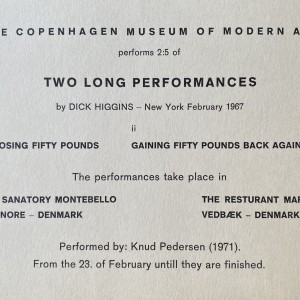 E COPENHAGEN MUSEUM OF MODERN A
performs 2:5 of
TWO LONG PERFORMANCES
by DICK HIGGINS – New York February 1967
ii
OSING FIFTY POUNDS GAINING FIFTY POUNDS BACK AGAIN
The performances take place in
SANATORY MONTEBELLO THE RESTURANT MAR
NORE – DENMARK VEDBÆK – DENMARK
Performed by: Knud Pedersen (1971).
From the 23. of February untill they are finished.